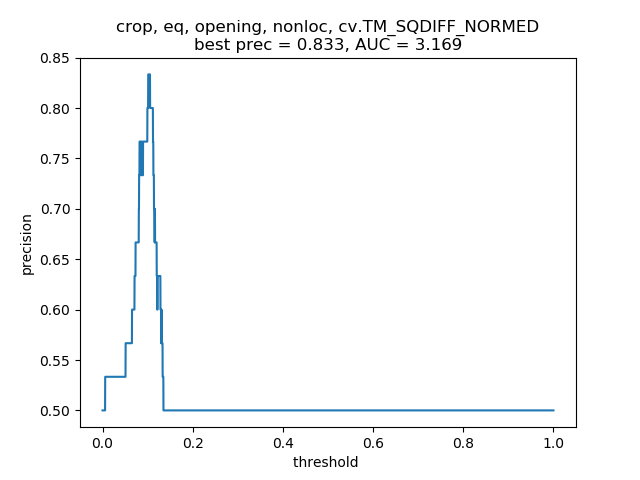 crop, eq, opening, nonloc, cv.TM_SQDIFF_NORMED
best prec = 0.833, AUC = 3.169
0.85
0.80
0.75
0.70
0.65
0.60
0.55
0.50
precision
0.0 0.2 0.4 0.6 0.8 1.0
threshold